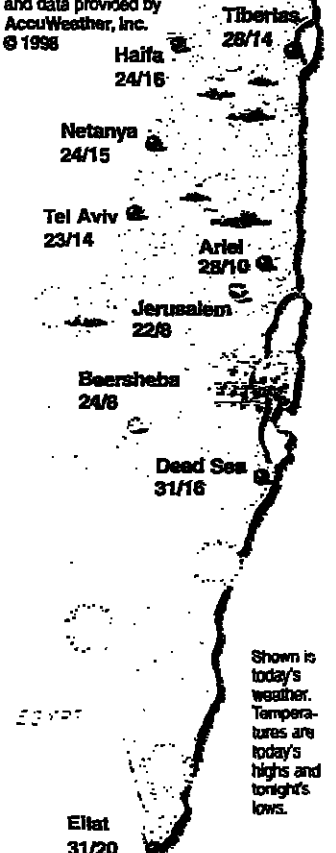 and data provided by
AccuWeather, Inc.
© 1998
Tiberias
26/14
Haifa
24/16
Netanya
24/15
Tel Aviv
23/14
Ariel
28/10
Jerusalem
22/8
Beersheba
24/8
Dead Sea
31/16
EGYPT
Shown is
today's
weather.
Tempera-
tures are
today's
highs and
tonight's
lows.
Eilat
31/20